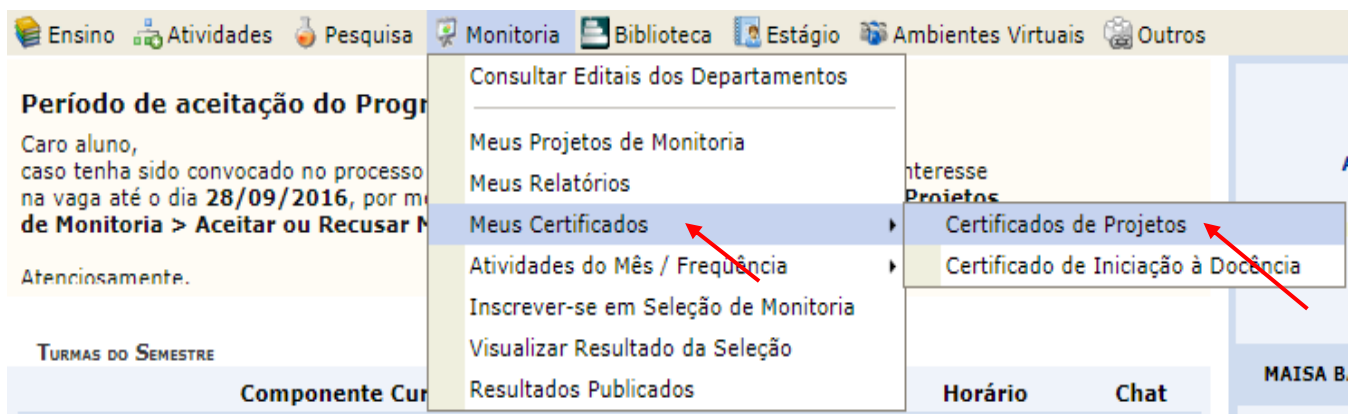 Ensino Atividades Pesquisa Monitoria Biblioteca Estágio Ambientes Virtuais Outros
Consultar Editais dos Departamentos
Período de aceitação do Progr
Caro aluno,
Meus Projetos de Monitoria
caso tenha sido convocado no processo nteresse
Meus Relatórios
na vaga até o dia 28/09/2016, por m Projetos
de Monitoria > Aceitar ou Recusar M
Meus Certificados Certificados de Projetos
Atividades do Mês / Frequência Certificado de Iniciação à Docência
Atenciosamente.
Inscrever-se em Seleção de Monitoria
Visualizar Resultado da Seleção
TURMAS DO SEMESTRE
Resultados Publicados
Componente Cur Horário Chat
MAISA B